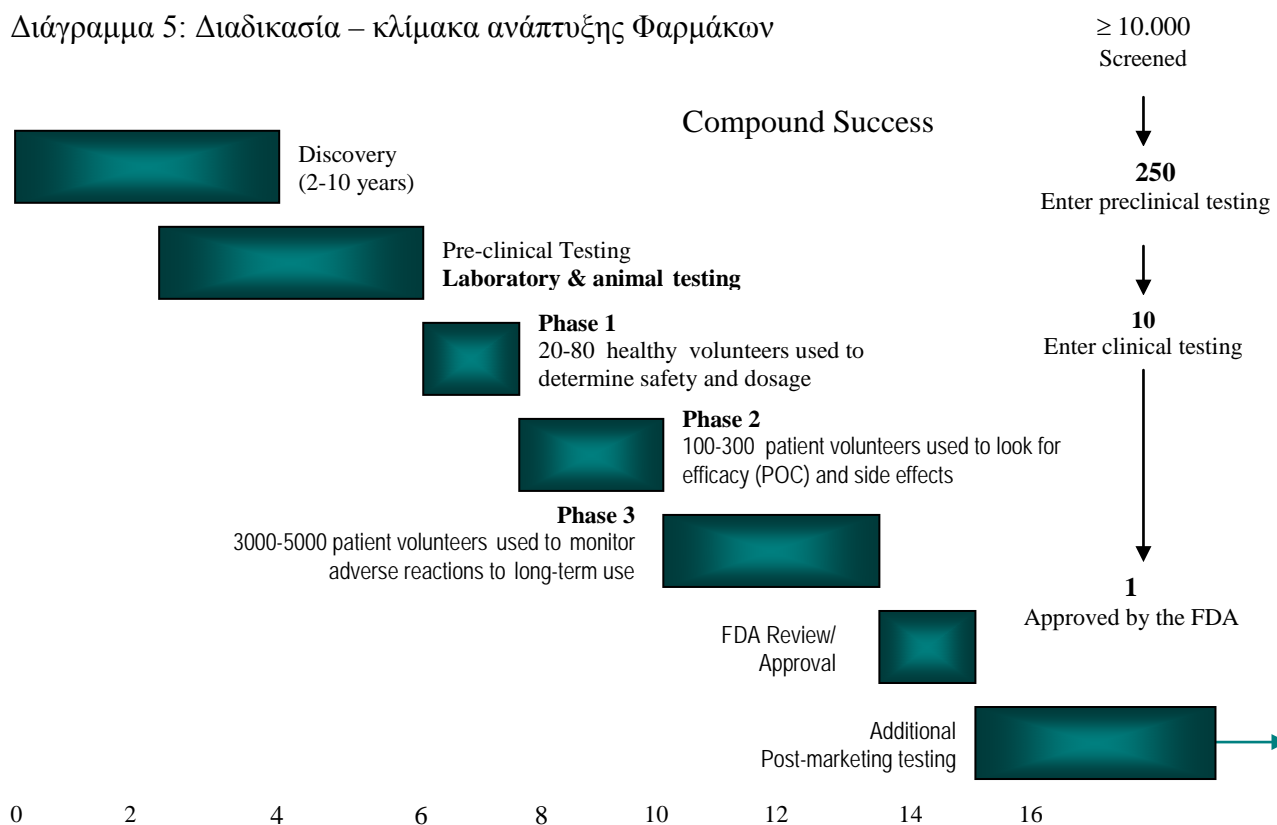 Διάγραμμα 5: Διαδικασία – κλίμακα ανάπτυξης Φαρμάκων
≥ 10.000
Screened
Compound Success
Discovery
(2-10 years)
250
Enter preclinical testing
Pre-clinical Testing
Laboratory & animal testing
Phase 1
20-80 healthy volunteers used to
determine safety and dosage
10
Enter clinical testing
Phase 2
100-300 patient volunteers used to look for
efficacy (POC) and side effects
Phase 3
3000-5000 patient volunteers used to monitor
adverse reactions to long-term use
1
Approved by the FDA
FDA Review/
Approval
Additional
Post-marketing testing
0 2 4 6 8 10 12 14 16